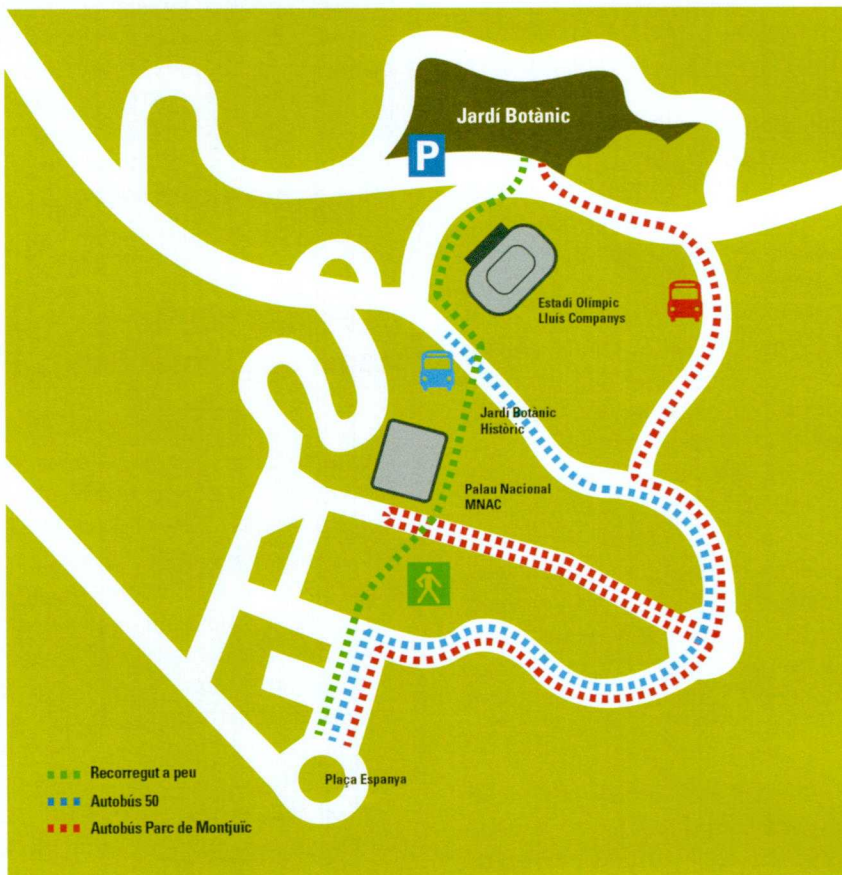 Jardí Botànic
P
Estadi Olímpic
Lluís Companys
Jardí Botànic
Històric
Palau Nacional
MNAC
Plaça Espanya
Recorregut a peu
Autobús 50
Autobús Parc de Montjuïc